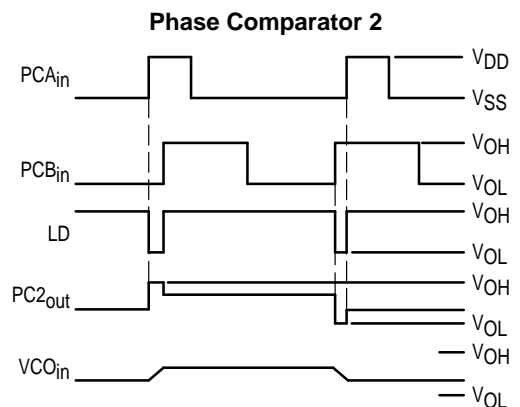 Phase Comparator 2
PCAin
VDD
VSS
PCBin
VOH
VOL
LD
VOH
VOL
PC2out
VOH
VOL
VCOin
VOH
VOL